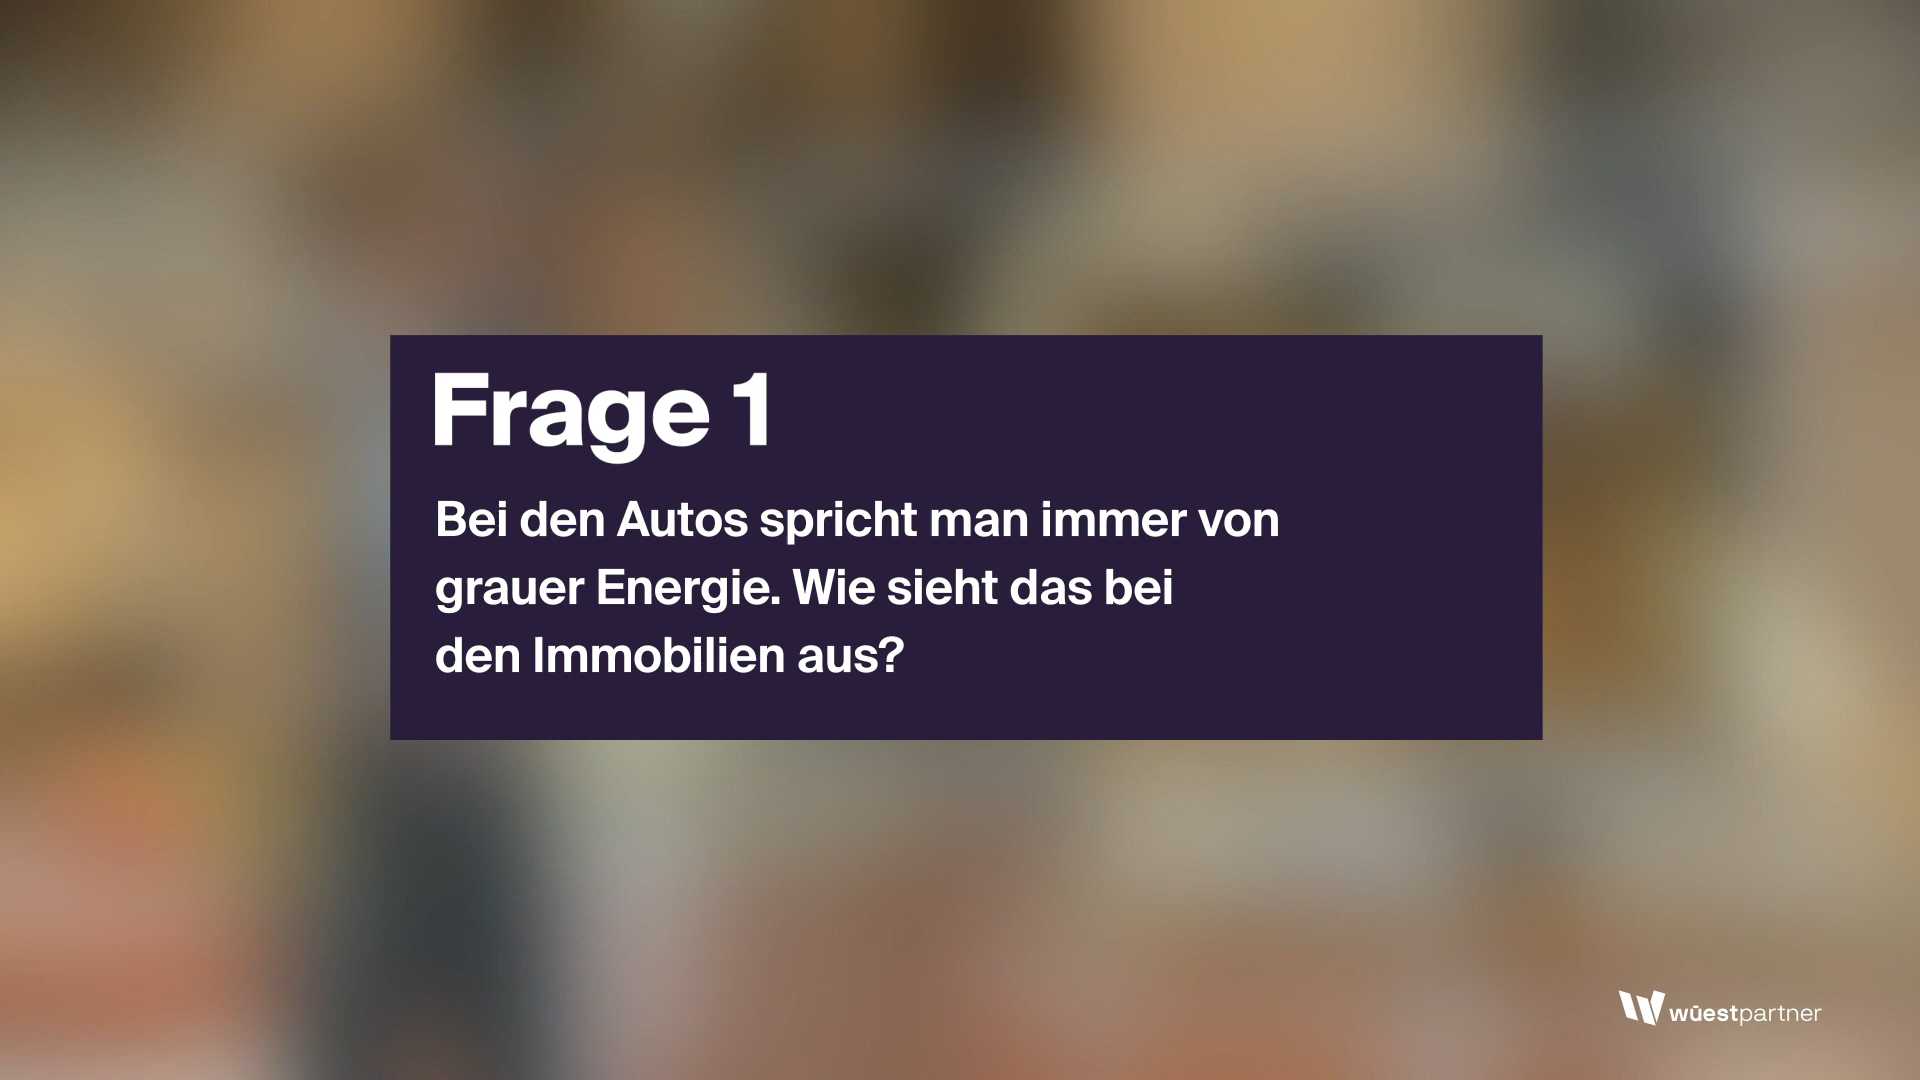 Frage 1
Bei den Autos spricht man immer von
grauer Energie. Wie sieht das bei
den Immobilien aus?
wüestpartner